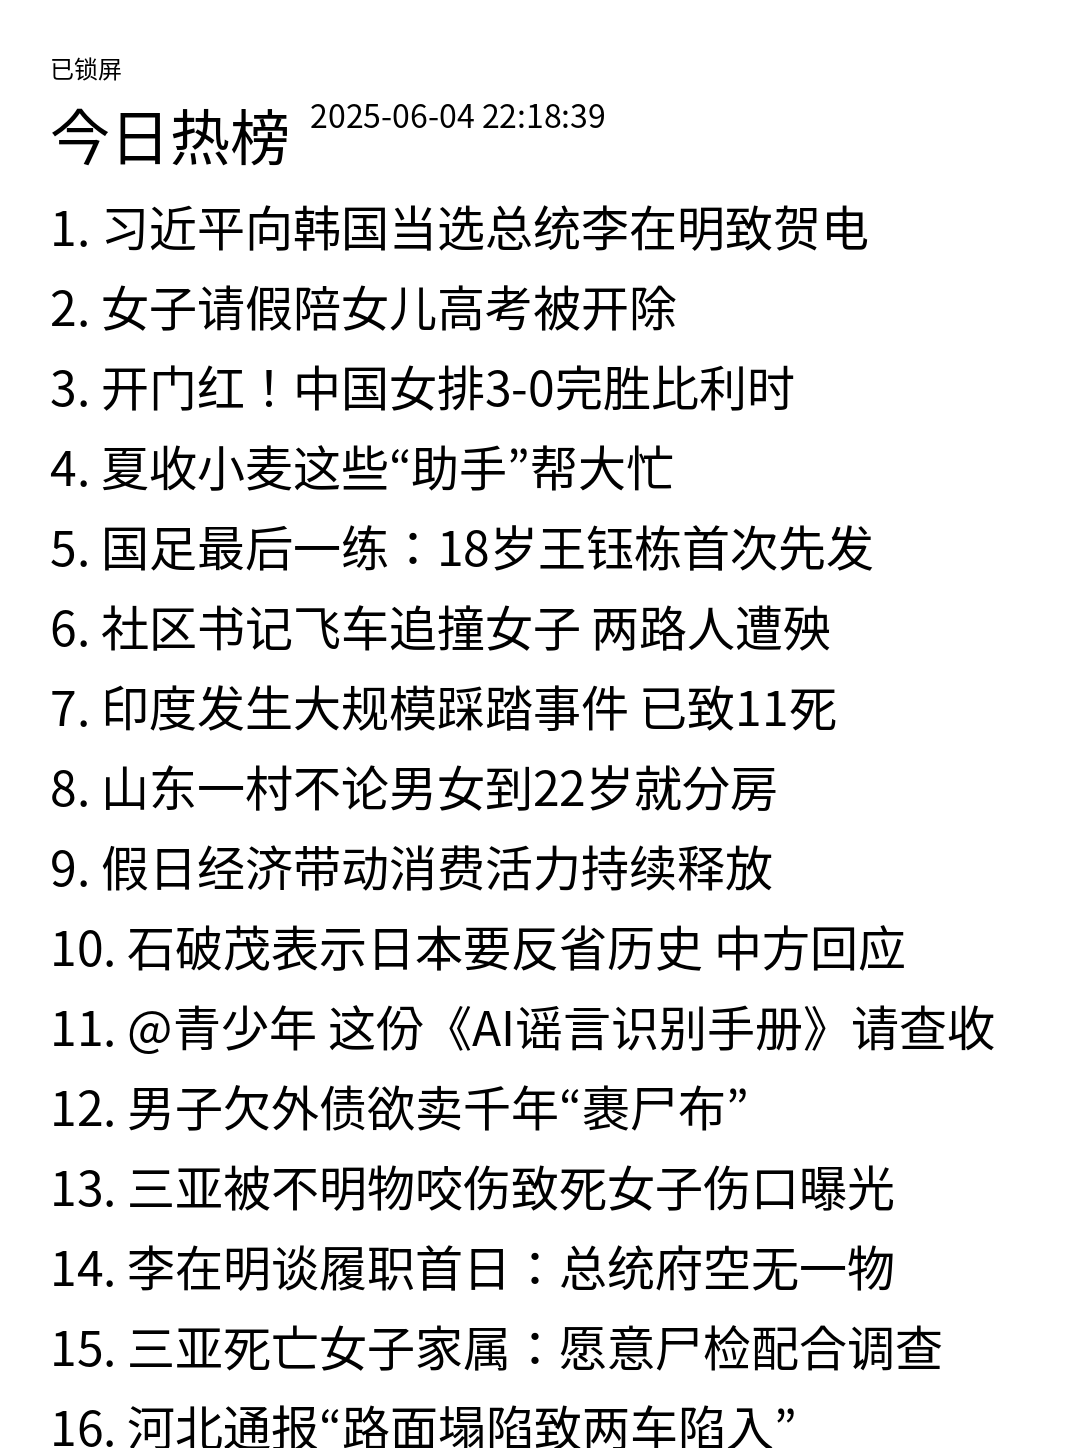 已锁屏
今日热榜 2025-06-04 22:18:39
1. 习近平向韩国当选总统李在明致贺电
2. 女子请假陪女儿高考被开除
3. 开门红！中国女排3-0完胜比利时
4. 夏收小麦这些“助手”帮大忙
5. 国足最后一练：18岁王钰栋首次先发
6. 社区书记飞车追撞女子 两路人遭殃
7. 印度发生大规模踩踏事件 已致11死
8. 山东一村不论男女到22岁就分房
9. 假日经济带动消费活力持续释放
10. 石破茂表示日本要反省历史 中方回应
11. @青少年 这份《AI谣言识别手册》请查收
12. 男子欠外债欲卖千年“裹尸布”
13. 三亚被不明物咬伤致死女子伤口曝光
14. 李在明谈履职首日：总统府空无一物
15. 三亚死亡女子家属：愿意尸检配合调查
16. 河北通报“路面塌陷致两车陷入”